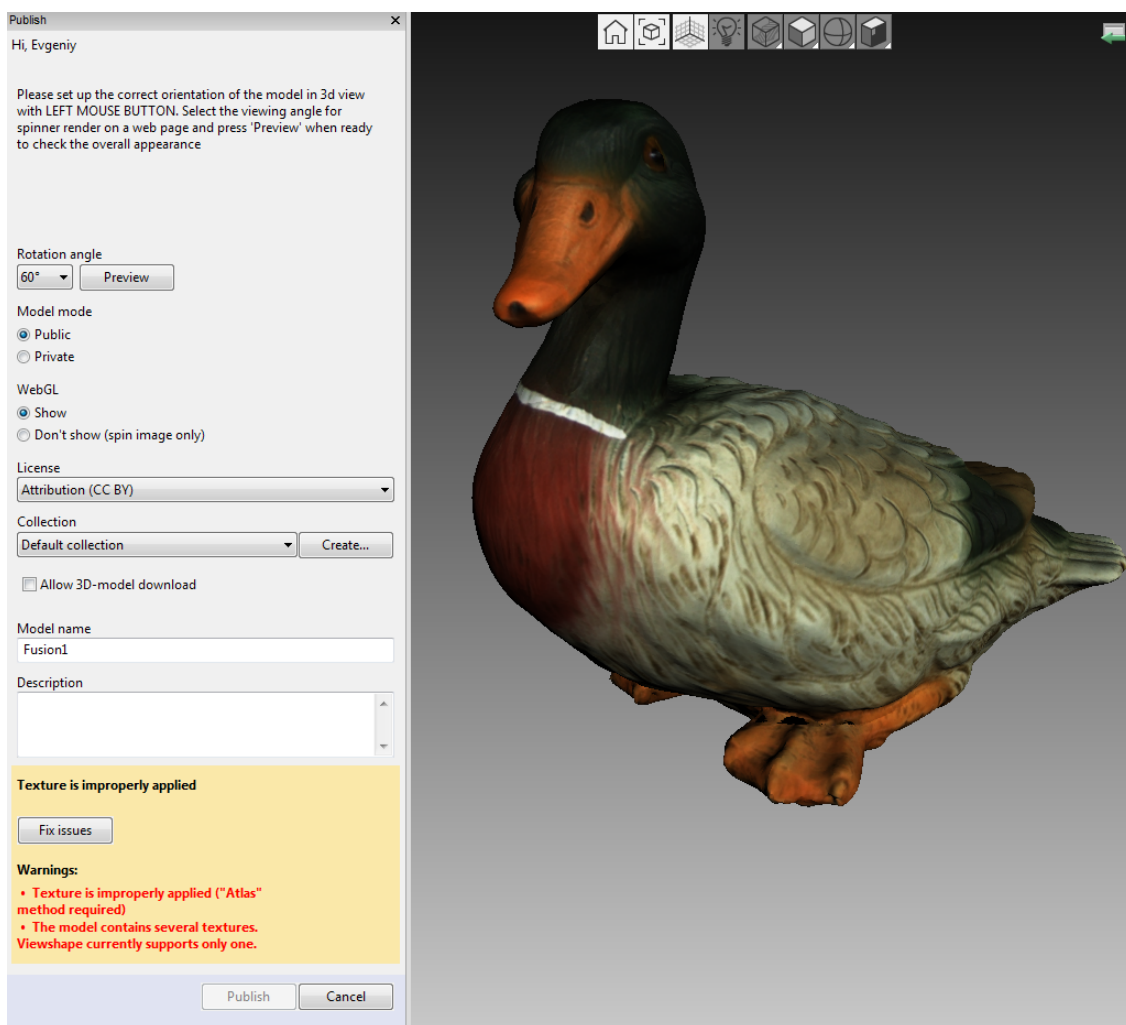 Publish
Hi, Evgeniy
Please set up the correct orientation of the model in 3d view
with LEFT MOUSE BUTTON. Select the viewing angle for
spinner render on a web page and press 'Preview' when ready
to check the overall appearance
Rotation angle
60° Preview
Model mode
Public
Private
WebGL
Show
Don't show (spin image only)
License
Attribution (CC BY)
Collection
Default collection Create...
Allow 3D-model download
Model name
Fusion1
Description
Texture is improperly applied
Fix issues
Warnings:
• Texture is improperly applied ("Atlas"
method required)
• The model contains several textures.
Viewshape currently supports only one.
Publish Cancel